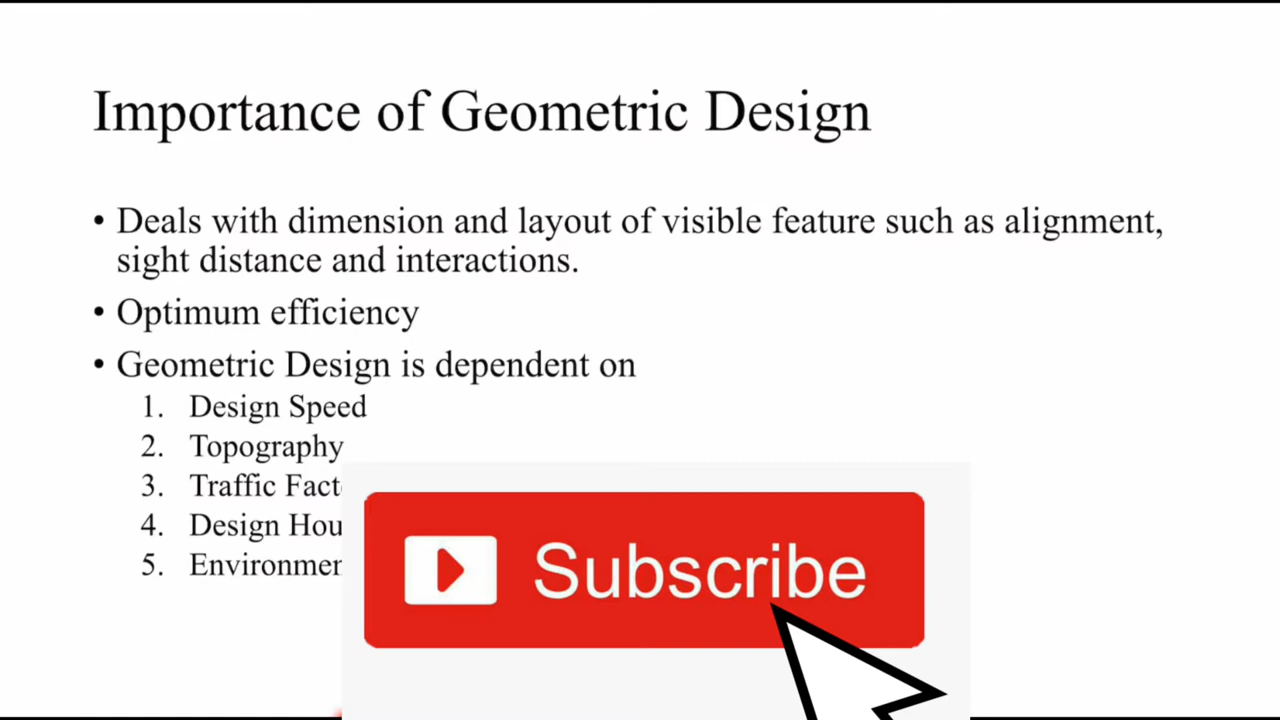 Importance of Geometric Design
• Deals with dimension and layout of visible feature such as alignment,
sight distance and interactions.
• Optimum efficiency
• Geometric Design is dependent on
1. Design Speed
2. Topography
3. Traffic
4. Design
5.
Subscribe